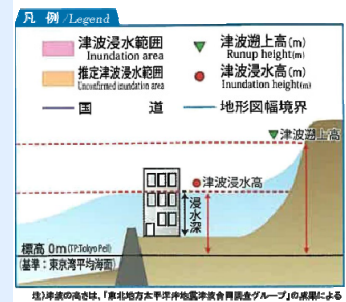 凡 例/Legend
津波浸水範囲
Inundation area
津波遡上高(m)
Runup height(m)
推定津波浸水範囲
Unconfirmed inundation area
津波浸水高(m)
Inundation height(m)
国 道
地形図幅境界
津波遡上高
津波浸水高
浸水深
標高 0m(TP:Tokyo Peil)
(基準:東京湾平均海面)
注)津波の高さは、「東北地方太平洋沖地震津波合同調査グループ」の成果による